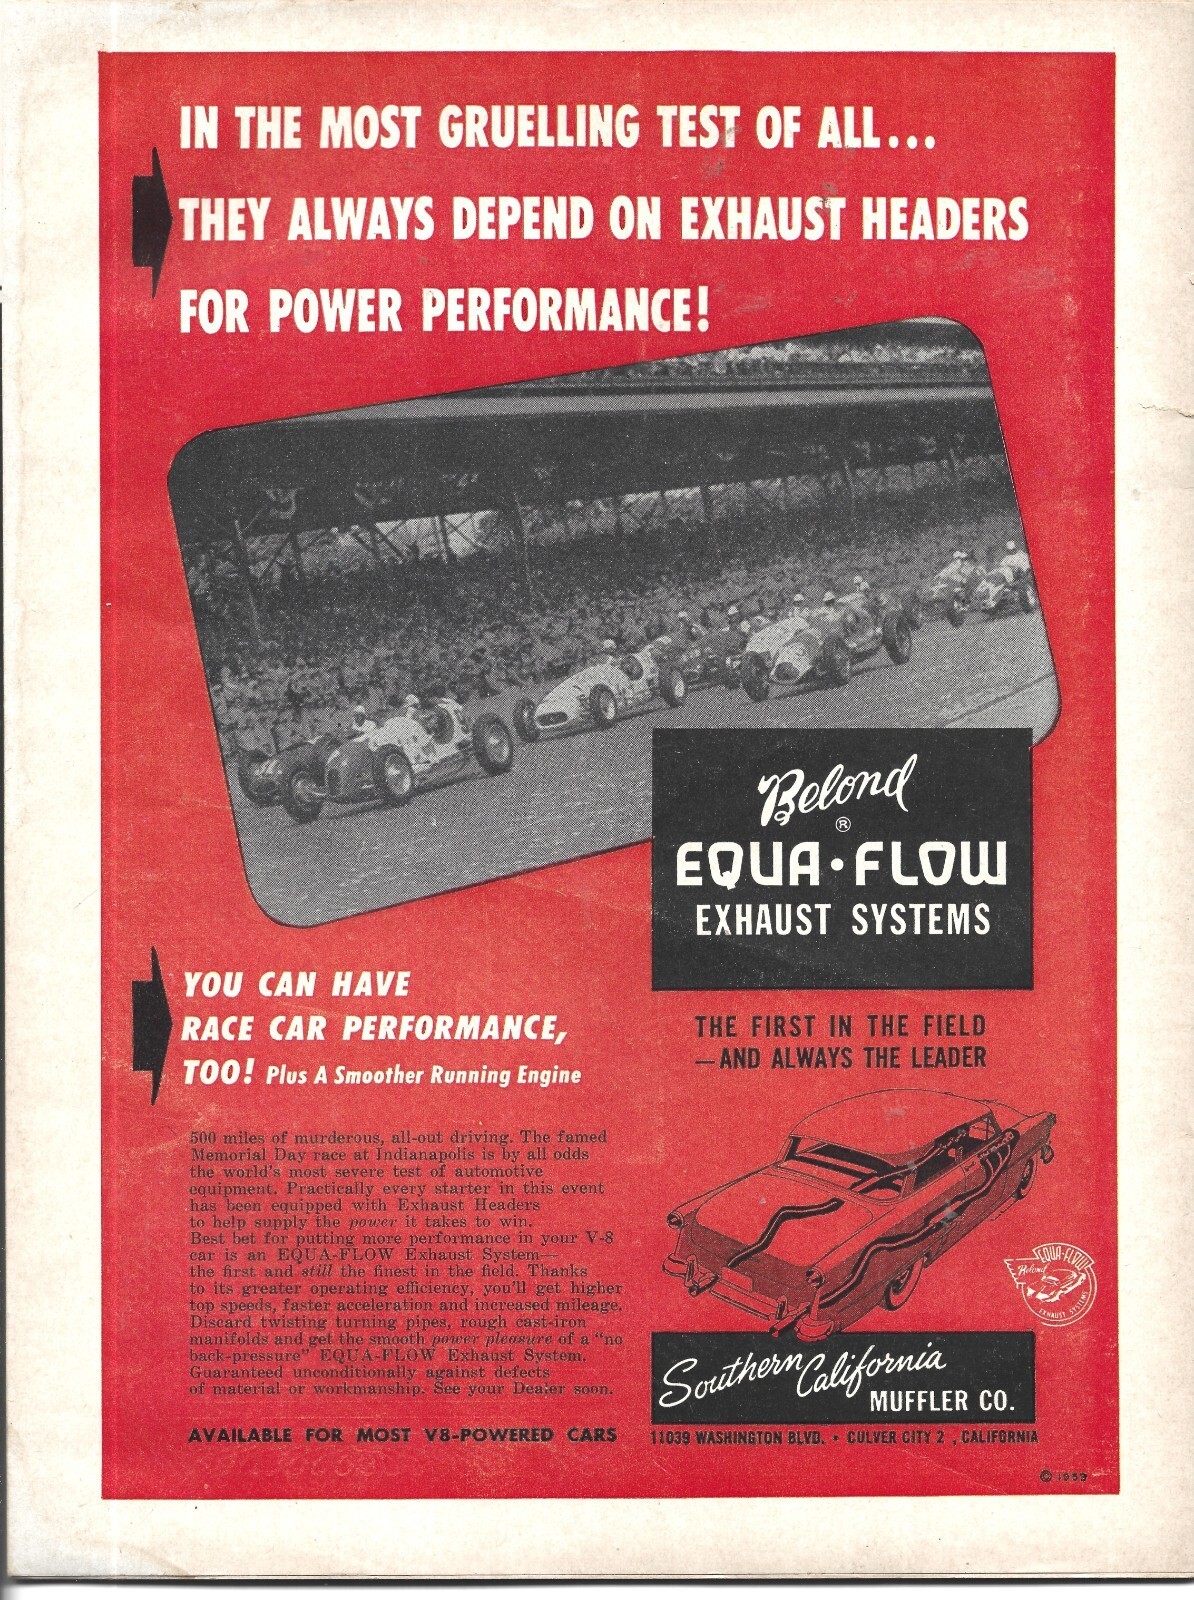 IN THE MOST GRUELLING TEST OF ALL...
THEY ALWAYS DEPEND ON EXHAUST HEADERS
FOR POWER PERFORMANCE!
Belond
®
EQUA·FLOW
EXHAUST SYSTEMS
YOU CAN HAVE
RACE CAR PERFORMANCE,
TOO! Plus A Smoother Running Engine
THE FIRST IN THE FIELD
—AND ALWAYS THE LEADER
500 miles of murderous, all-out driving. The famed
Memorial Day race at Indianapolis is by all odds
the world's most severe test of automotive
equipment. Practically every starter in this event
has been equipped with Exhaust Headers
to help supply the power it takes to win.
Best bet for putting more performance in your V-8
car is an EQUA-FLOW Exhaust System—
the first and still the finest in the field. Thanks
to its greater operating efficiency, you'll get higher
top speeds, faster acceleration and increased mileage.
Discard twisting turning pipes, rough cast-iron
manifolds and get the smooth power pleasure of a "no
back-pressure" EQUA-FLOW Exhaust System.
Guaranteed unconditionally against defects
of material or workmanship. See your Dealer soon.
AVAILABLE FOR MOST V8-POWERED CARS
EQUA-FLOW
Belond
EXHAUST SYSTEMS
Southern California
MUFFLER CO.
11039 WASHINGTON BLVD. • CULVER CITY 2, CALIFORNIA
© 1953